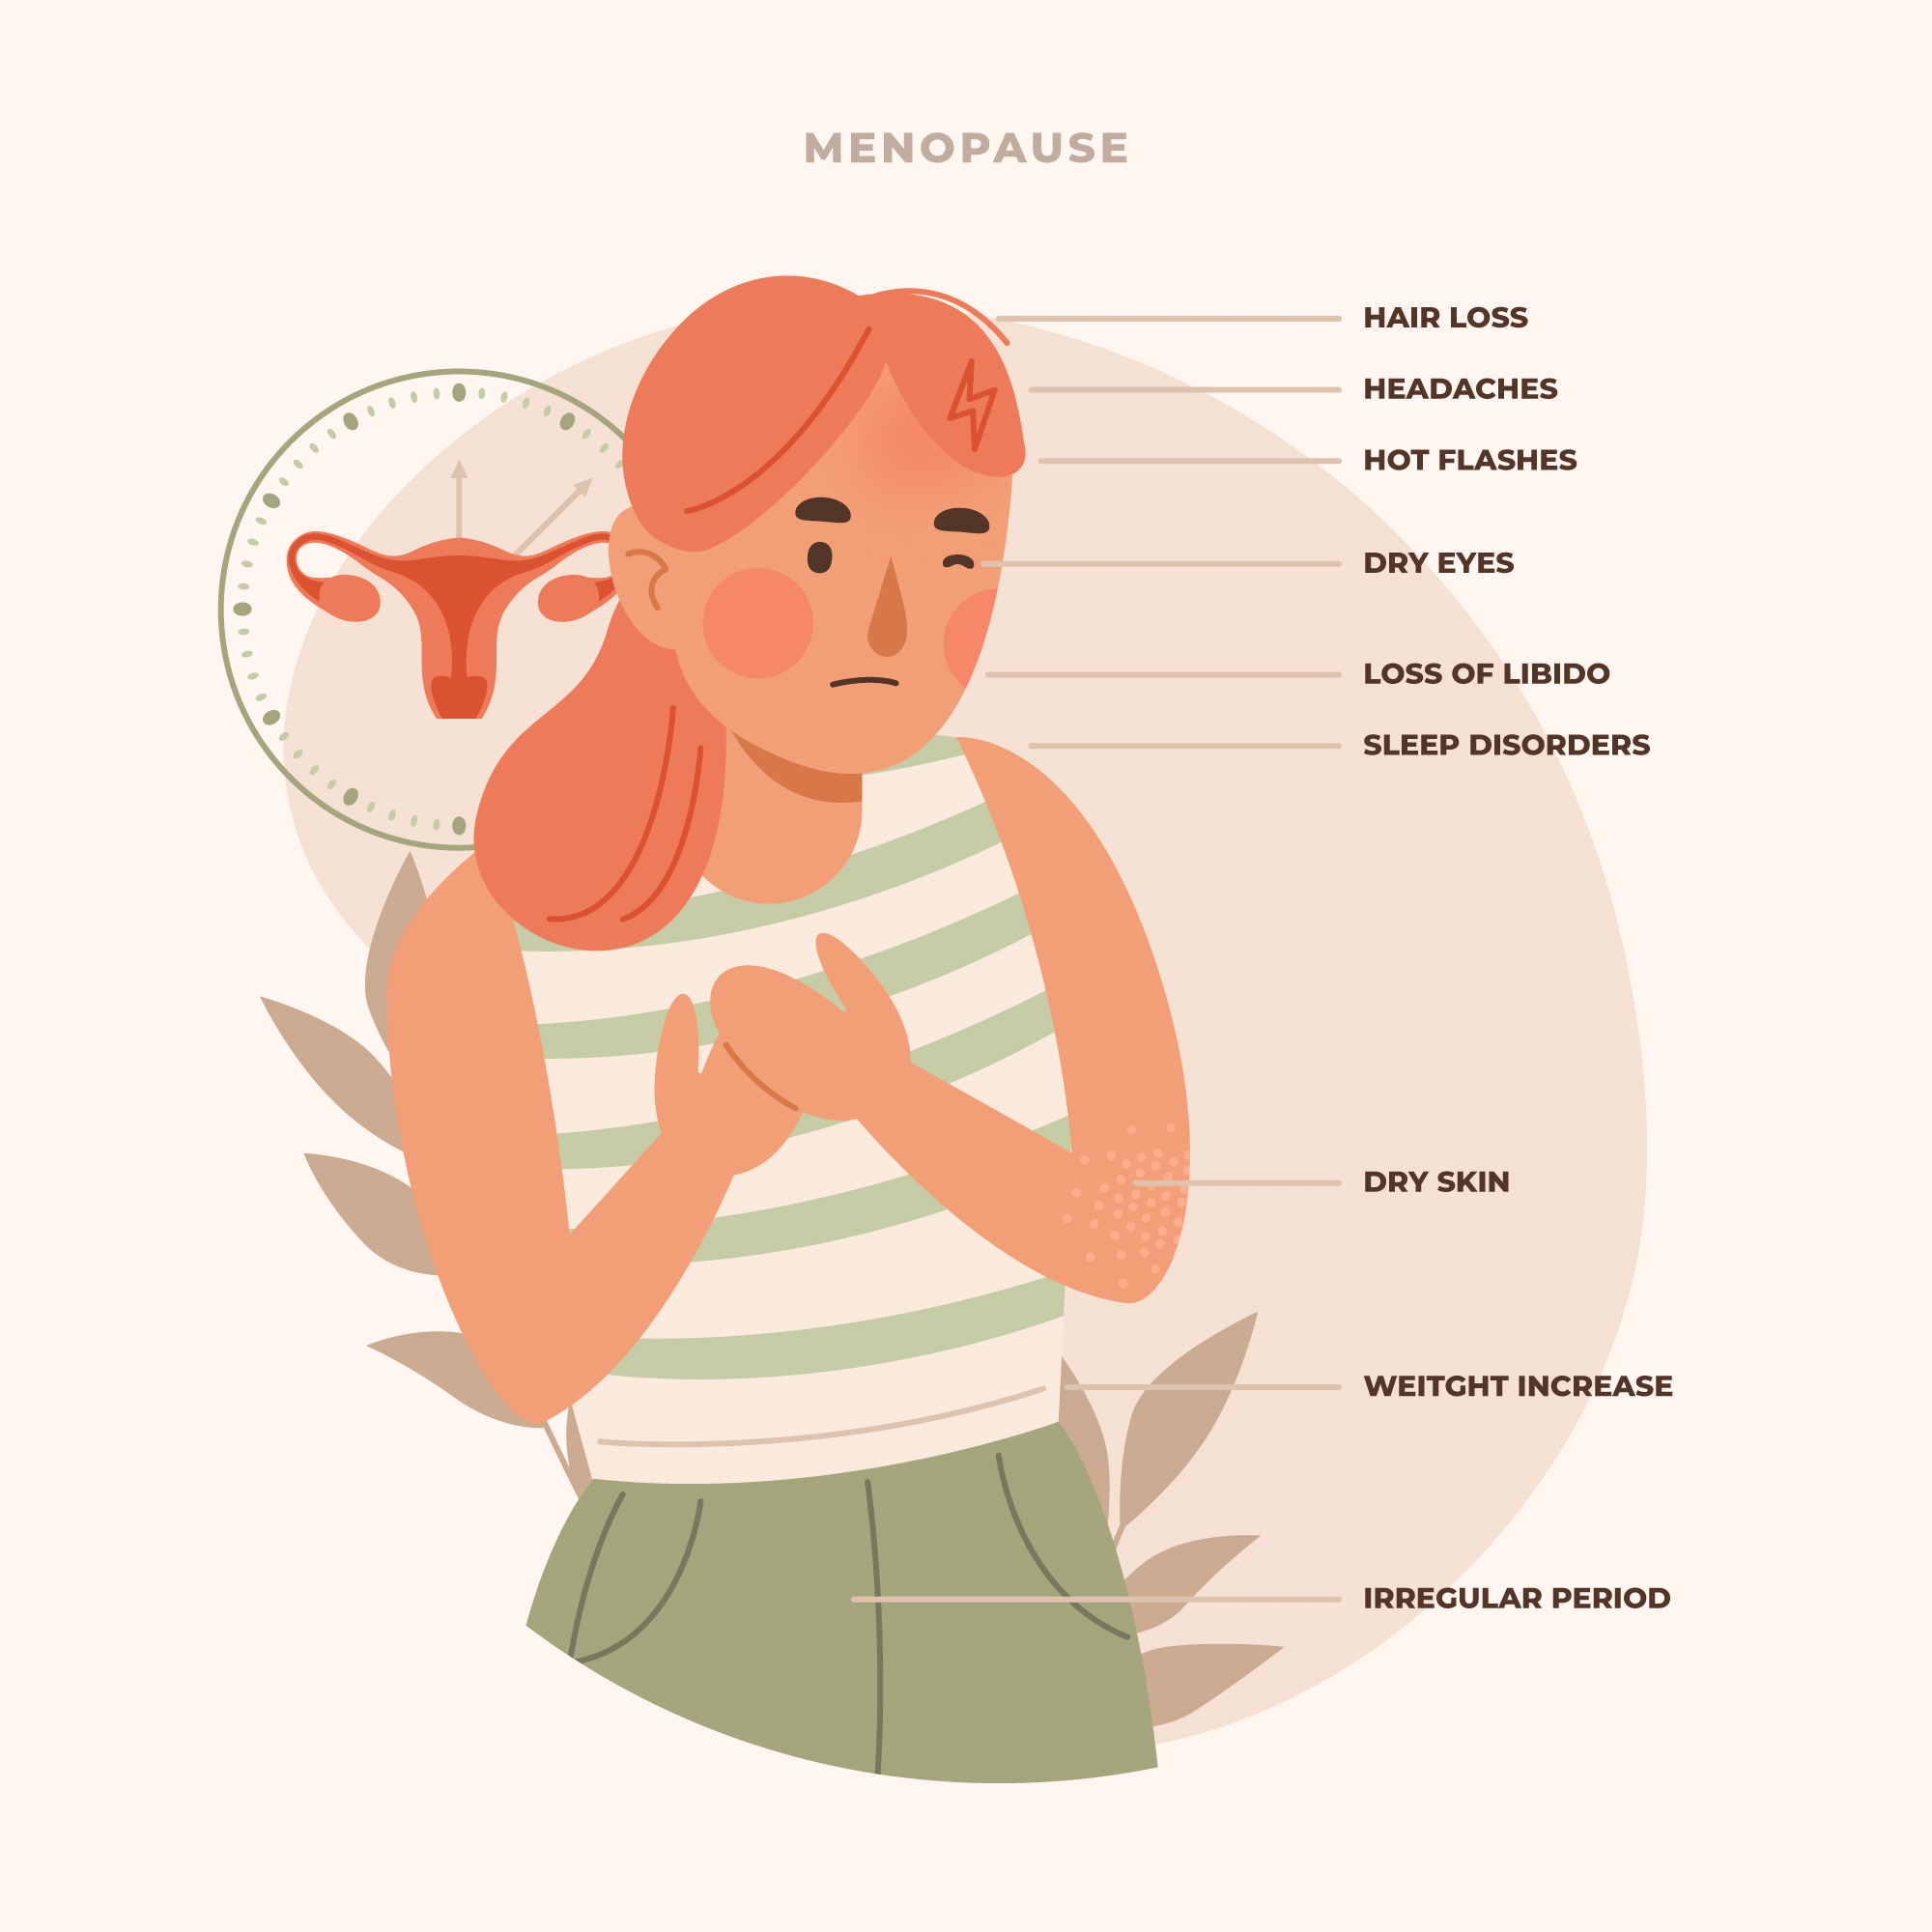 MENOPAUSE
HAIR LOSS
HEADACHES
HOT FLASHES
DRY EYES
LOSS OF LIBIDO
SLEEP DISORDERS
DRY SKIN
WEITGHT INCREASE
IRREGULAR PERIOD